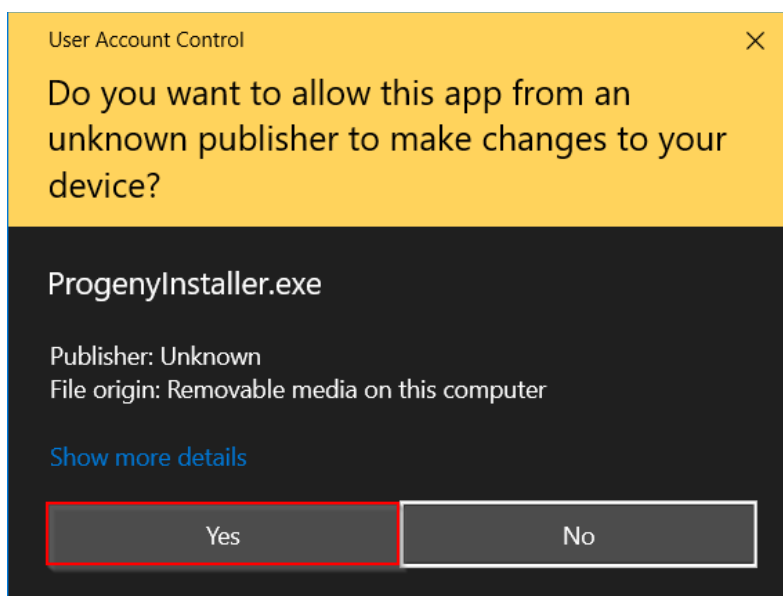 User Account Control
Do you want to allow this app from an
unknown publisher to make changes to your
device?
ProgenyInstaller.exe
Publisher: Unknown
File origin: Removable media on this computer
Show more details
Yes
No